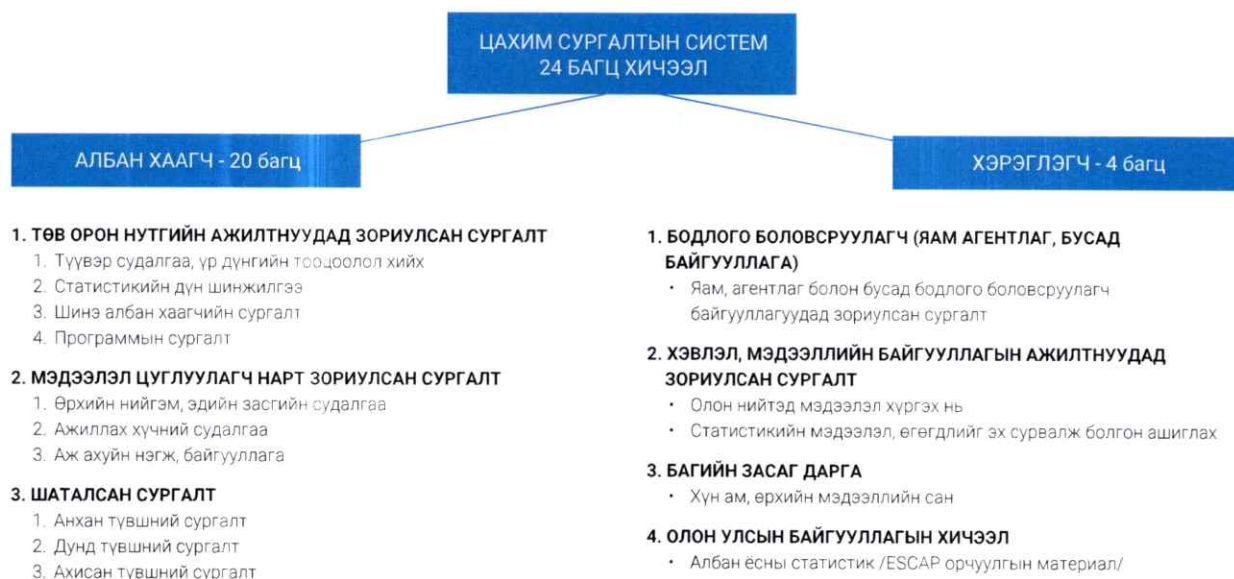 ЦАХИМ СУРГАЛТЫН СИСТЕМ
24 БАГЦ ХИЧЭЭЛ
АЛБАН ХААГЧ - 20 багц
1. ТӨВ ОРОН НУТГИЙН АЖИЛТНУУДАД ЗОРИУЛСАН СУРГАЛТ
1. Түүвэр судалгаа, үр дүнгийн тооцоолол хийх
2. Статистикийн дүн шинжилгээ
3. Шинэ албан хаагчийн сургалт
4. Программын сургалт
2. МЭДЭЭЛЭЛ ЦУГЛУУЛАГЧ НАРТ ЗОРИУЛСАН СУРГАЛТ
1. Өрхийн нийгэм, эдийн засгийн судалгаа
2. Ажиллах хүчний судалгаа
3. Аж ахуйн нэгж, байгууллага
3. ШАТАЛСАН СУРГАЛТ
1. Анхан түвшний сургалт
2. Дунд түвшний сургалт
3. Ахисан түвшний сургалт
ХЭРЭГЛЭГЧ - 4 багц
1. БОДЛОГО БОЛОВСРУУЛАГЧ (ЯАМ АГЕНТЛАГ, БУСАД
БАЙГУУЛЛАГА)
• Яам, агентлаг болон бусад бодлого боловсруулагч
байгууллагуудад зориулсан сургалт
2. ХЭВЛЭЛ, МЭДЭЭЛЛИЙН БАЙГУУЛЛАГЫН АЖИЛТНУУДАД
ЗОРИУЛСАН СУРГАЛТ
• Олон нийтэд мэдээлэл хүргэх нь
• Статистикийн мэдээлэл, өгөгдлийг эх сурвалж болгон ашиглах
3. БАГИЙН ЗАСАГ ДАРГА
• Хүн ам, өрхийн мэдээллийн сан
4. ОЛОН УЛСЫН БАЙГУУЛЛАГЫН ХИЧЭЭЛ
• Албан ёсны статистик /ESCAP орчуулгын материал/